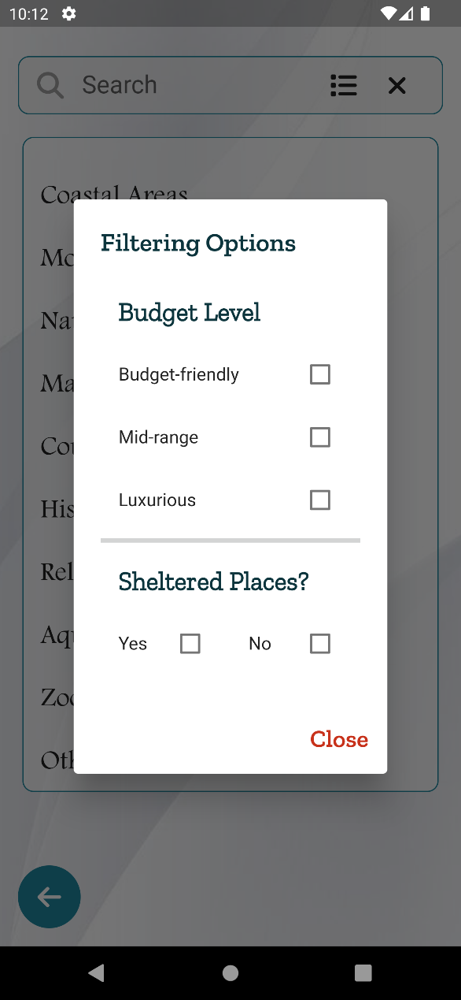 10:12
Search
Coastal Areas
Filtering Options
Budget Level
Budget-friendly
Mid-range
Luxurious
Sheltered Places?
Yes No
Close